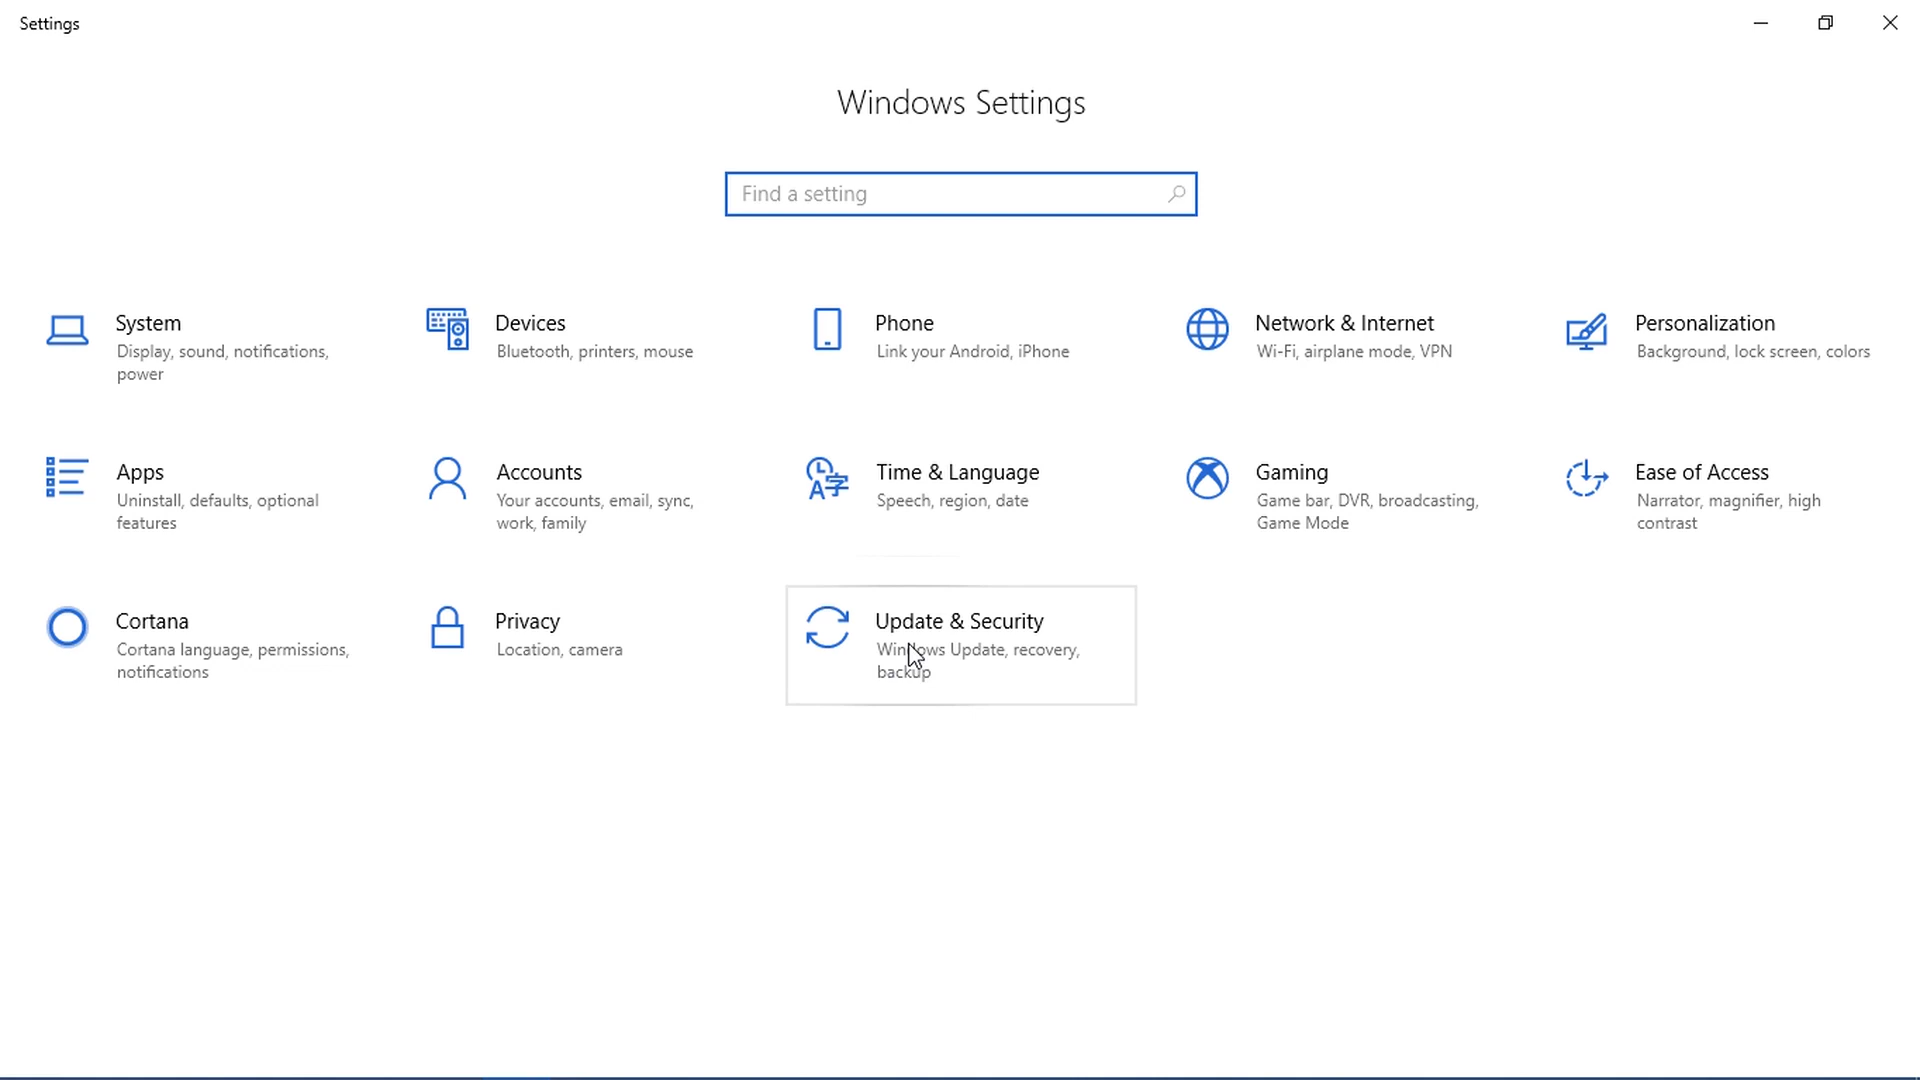 Settings
Windows Settings
Find a setting
System
Display, sound, notifications,
power
Devices
Bluetooth, printers, mouse
Phone
Link your Android, iPhone
Network & Internet
Wi-Fi, airplane mode, VPN
Personalization
Background, lock screen, colors
Apps
Uninstall, defaults, optional
features
Accounts
Your accounts, email, sync,
work, family
Time & Language
Speech, region, date
Gaming
Game bar, DVR, broadcasting,
Game Mode
Ease of Access
Narrator, magnifier, high
contrast
Cortana
Cortana language, permissions,
notifications
Privacy
Location, camera
Update & Security
Windows Update, recovery,
backup